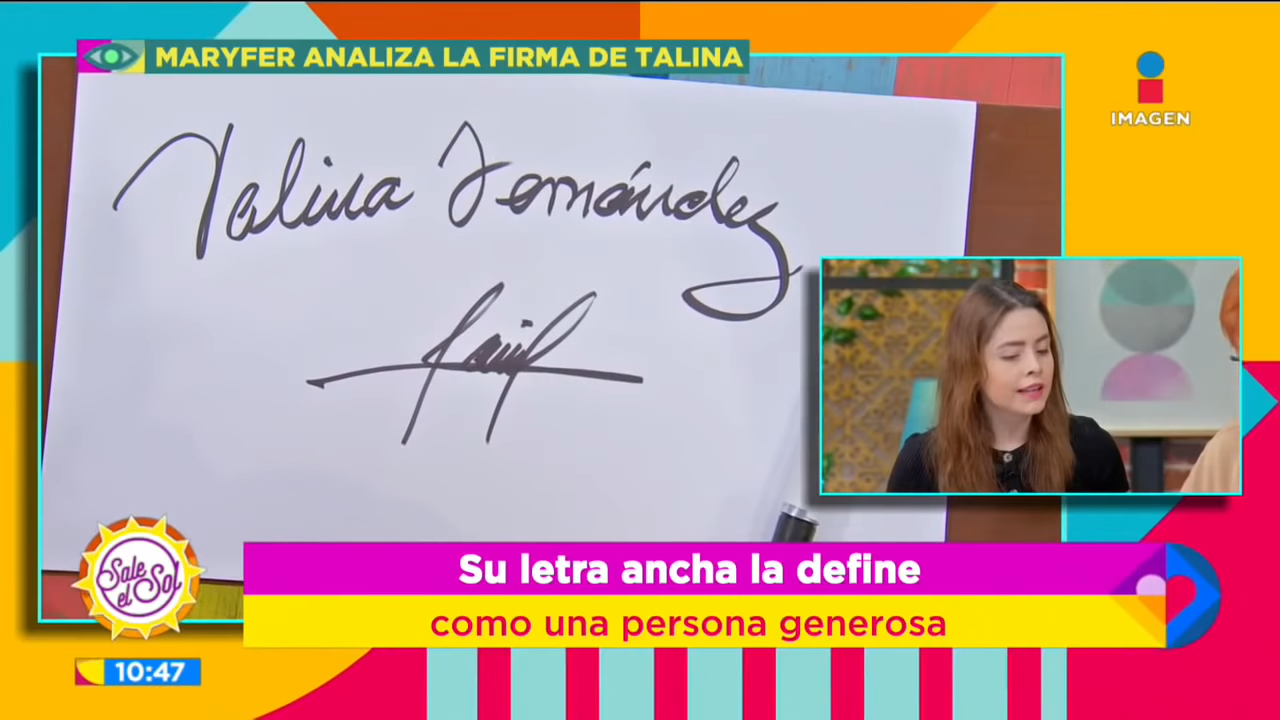 MARYFER ANALIZA LA FIRMA DE TALINA
IMAGEN
Talina Fernández
Su letra ancha la define
como una persona generosa
Sale el Sol
10:47